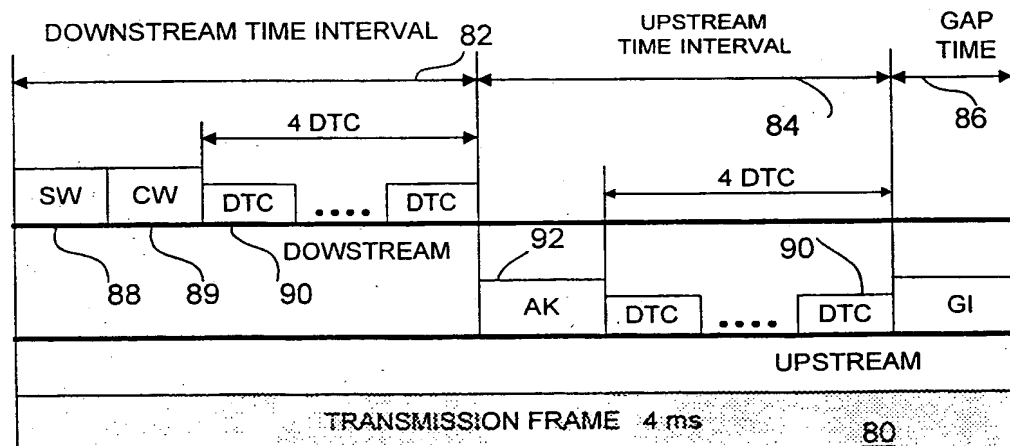 DOWNSTREAM TIME INTERVAL
82
UPSTREAM
TIME INTERVAL
GAP
TIME
84
86
4 DTC
4 DTC
SW
CW
DTC
....
DTC
DOWSTREAM
88
89
90
92
90
AK
DTC
....
DTC
GI
UPSTREAM
TRANSMISSION FRAME 4 ms
80